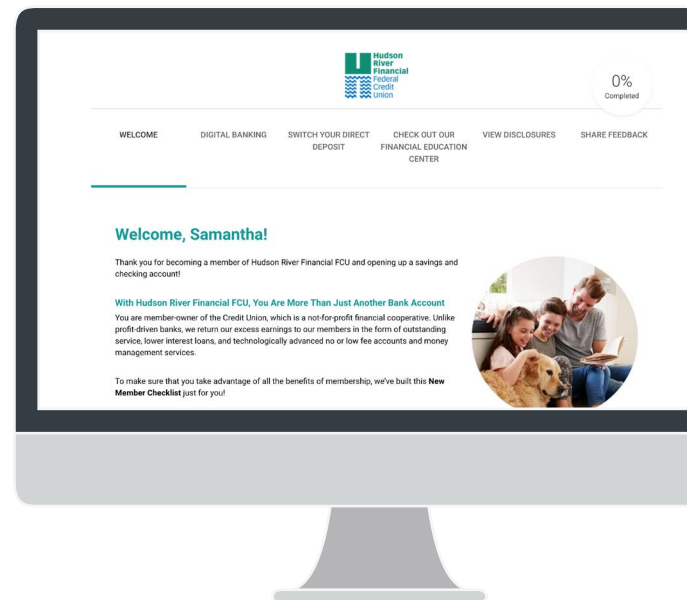 Hudson
River
Financial
Federal
Credit
Union
0%
Completed
WELCOME
DIGITAL BANKING
SWITCH YOUR DIRECT
DEPOSIT
CHECK OUT OUR
FINANCIAL EDUCATION
CENTER
VIEW DISCLOSURES
SHARE FEEDBACK
Welcome, Samantha!
Thank you for becoming a member of Hudson River Financial FCU and opening up a savings and
checking account!
With Hudson River Financial FCU, You Are More Than Just Another Bank Account
You are member-owner of the Credit Union, which is a not-for-profit financial cooperative. Unlike
profit-driven banks, we return our excess earnings to our members in the form of outstanding
service, lower interest loans, and technologically advanced no or low fee accounts and money
management services.
To make sure that you take advantage of all the benefits of membership, we've built this New
Member Checklist just for you!